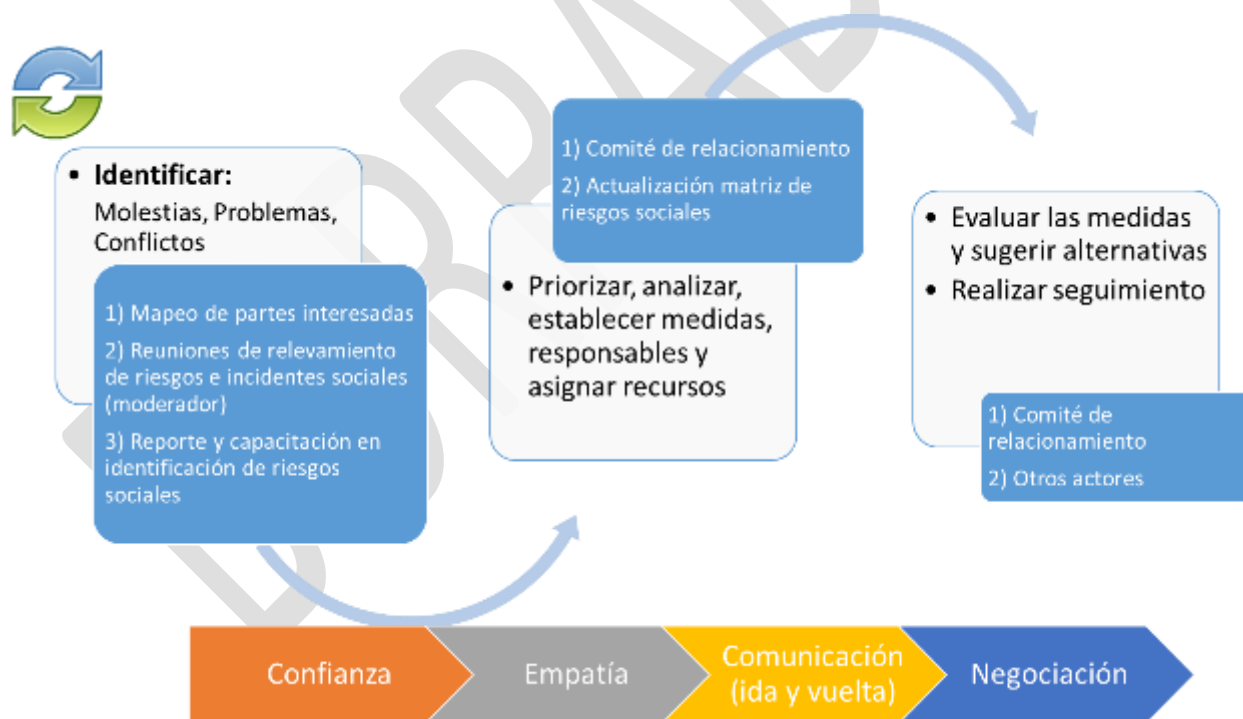 • Identificar:
Molestias, Problemas,
Conflictos
1) Mapeo de partes interesadas
2) Reuniones de relevamiento
de riesgos e incidentes sociales
(moderador)
3) Reporte y capacitación en
identificación de riesgos
sociales
1) Comité de relacionamiento
2) Actualización matriz de
riesgos sociales
• Priorizar, analizar,
establecer medidas,
responsables y
asignar recursos
• Evaluar las medidas
y sugerir alternativas
• Realizar seguimiento
1) Comité de
relacionamiento
2) Otros actores
Confianza
Empatía
Comunicación
(ida y vuelta)
Negociación